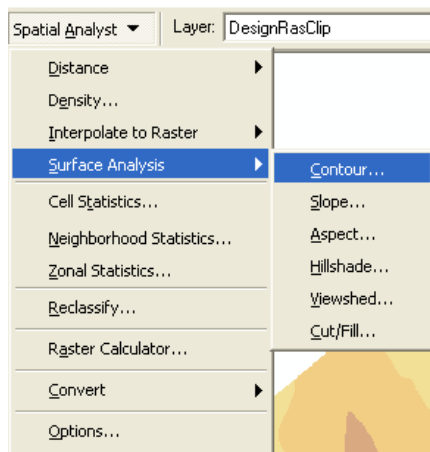 Spatial Analyst Layer: DesignRasClip
Distance
Density...
Interpolate to Raster
Surface Analysis
Cell Statistics...
Neighborhood Statistics...
Zonal Statistics...
Reclassify...
Raster Calculator...
Convert
Options...
Contour...
Slope...
Aspect...
Hillshade...
Viewshed...
Cut/Fill...